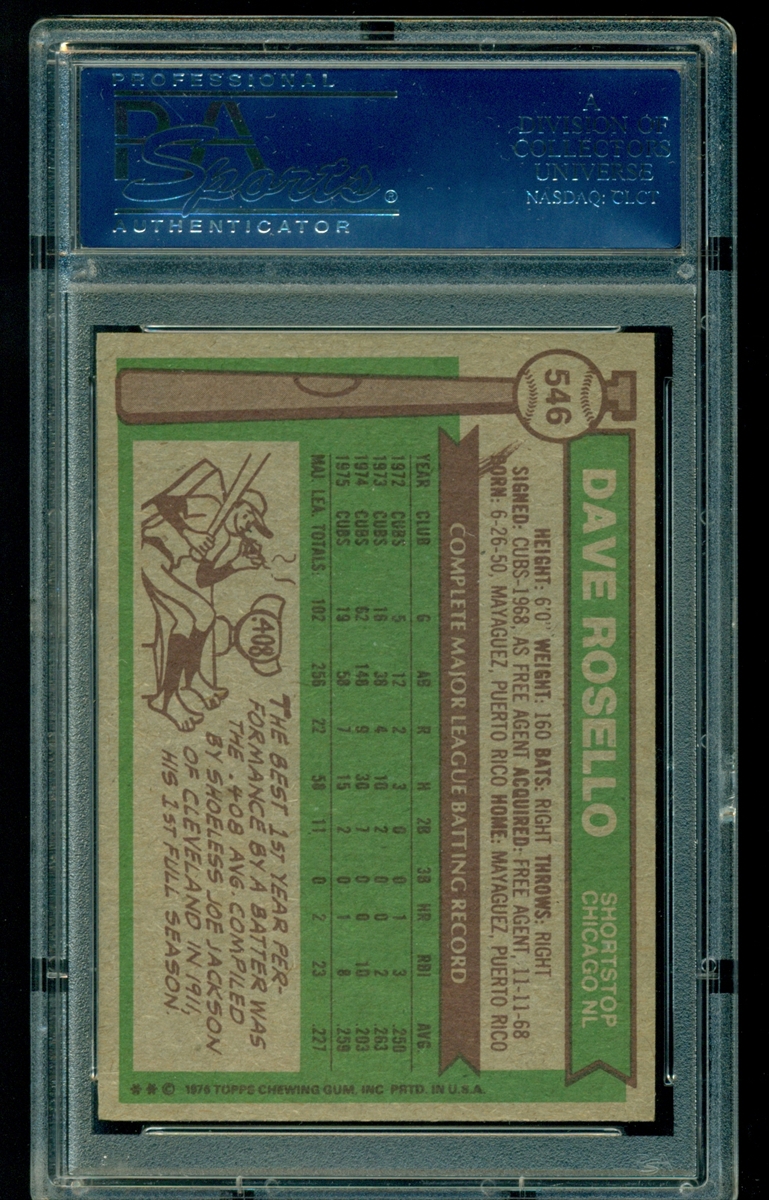 PROFESSIONAL
PSA
Sports ®
AUTHENTICATOR
A
DIVISION OF
COLLECTORS
UNIVERSE
NASDAQ: CLCT
546
DAVE ROSELLO
SHORTSTOP
CHICAGO NL
HEIGHT: 6'0" WEIGHT: 160 BATS: RIGHT THROWS: RIGHT
SIGNED: CUBS-1968, AS FREE AGENT ACQUIRED: FREE AGENT, 11-11-68
BORN: 6-26-50, MAYAGUEZ, PUERTO RICO HOME: MAYAGUEZ, PUERTO RICO
COMPLETE MAJOR LEAGUE BATTING RECORD
YEAR CLUB G AB R H 2B 3B HR RBI AVG.
1972 CUBS 5 12 2 3 0 0 1 3 .250
1973 CUBS 16 38 4 10 2 0 0 2 .263
1974 CUBS 62 148 9 30 7 0 0 10 .203
1975 CUBS 19 58 7 15 2 0 1 8 .259
MAJ. LEA. TOTALS: 102 256 22 58 11 0 2 23 .227
.408
THE BEST 1ST YEAR PER-
FORMANCE BY A BATTER WAS
THE .408 AVG. COMPILED
BY SHOELESS JOE JACKSON
OF CLEVELAND IN 1911,
HIS 1ST FULL SEASON.
** © 1976 TOPPS CHEWING GUM, INC. PRTD. IN U.S.A.